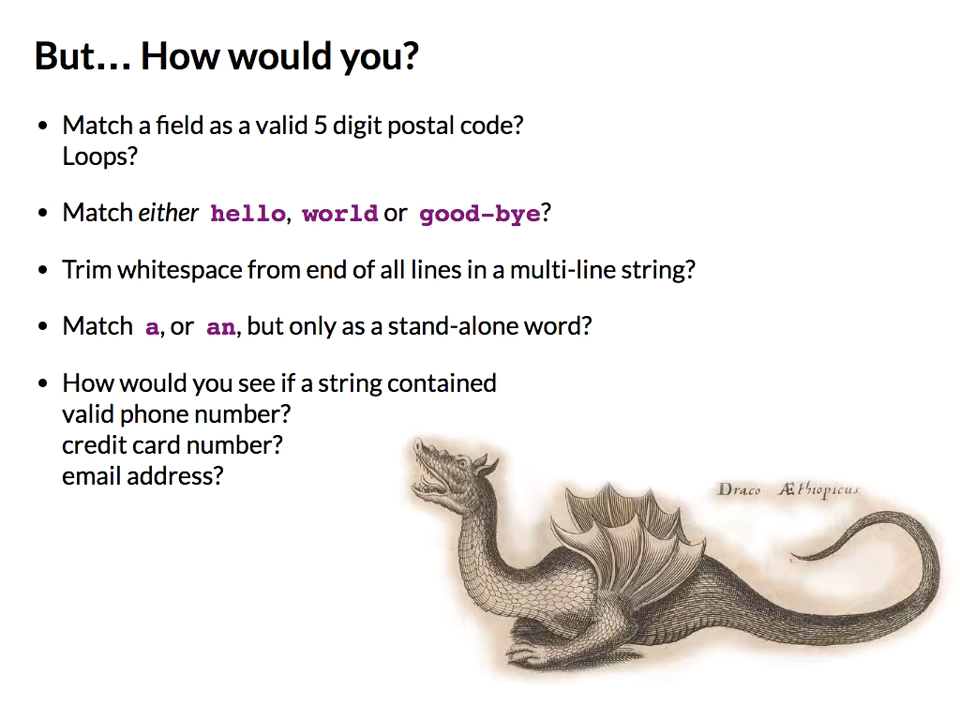 But... How would you?
• Match a field as a valid 5 digit postal code?
Loops?
• Match either hello, world or good-bye?
• Trim whitespace from end of all lines in a multi-line string?
• Match a, or an, but only as a stand-alone word?
• How would you see if a string contained
valid phone number?
credit card number?
email address?
Draco Æthiopicus